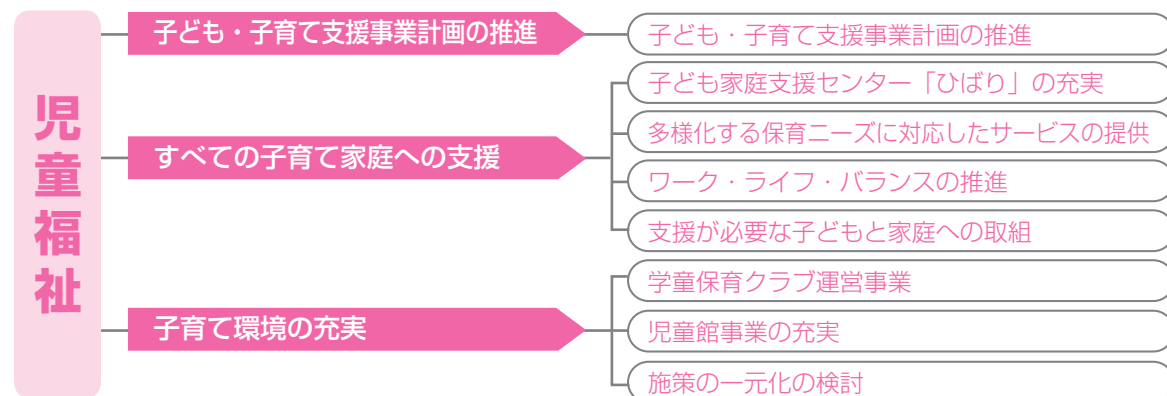 児童福祉
子ども・子育て支援事業計画の推進
子ども・子育て支援事業計画の推進
すべての子育て家庭への支援
子ども家庭支援センター「ひばり」の充実
多様化する保育ニーズに対応したサービスの提供
ワーク・ライフ・バランスの推進
支援が必要な子どもと家庭への取組
子育て環境の充実
学童保育クラブ運営事業
児童館事業の充実
施策の一元化の検討